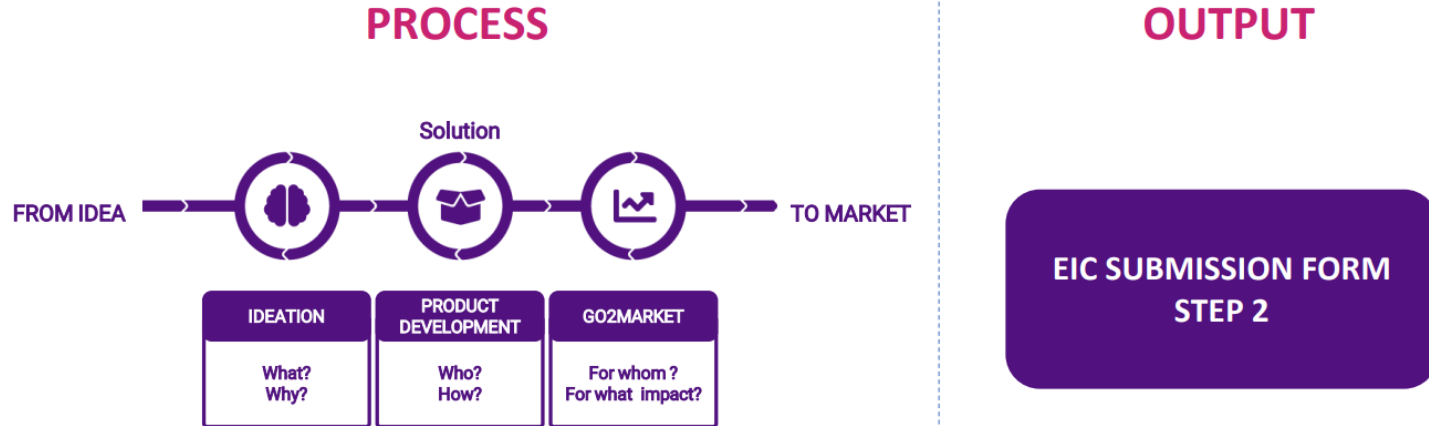 PROCESS
OUTPUT
Solution
FROM IDEA
TO MARKET
IDEATION
What?
Why?
PRODUCT
DEVELOPMENT
Who?
How?
GO2MARKET
For whom ?
For what impact?
EIC SUBMISSION FORM
STEP 2